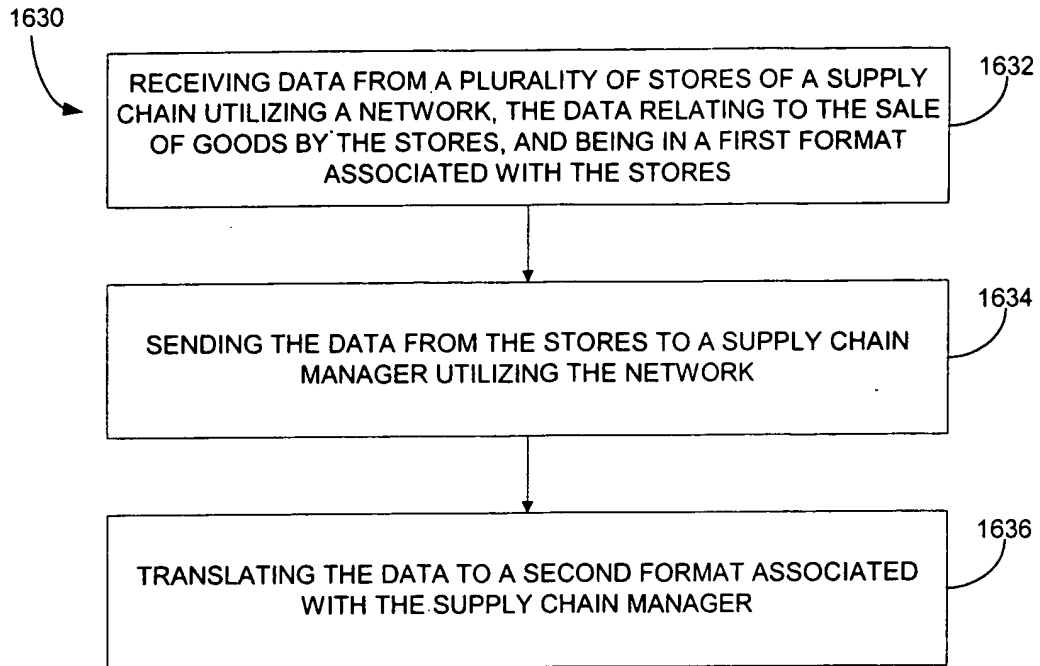 1630
RECEIVING DATA FROM A PLURALITY OF STORES OF A SUPPLY
CHAIN UTILIZING A NETWORK, THE DATA RELATING TO THE SALE
OF GOODS BY THE STORES, AND BEING IN A FIRST FORMAT
ASSOCIATED WITH THE STORES
1632
SENDING THE DATA FROM THE STORES TO A SUPPLY CHAIN
MANAGER UTILIZING THE NETWORK
1634
TRANSLATING THE DATA TO A SECOND FORMAT ASSOCIATED
WITH THE SUPPLY CHAIN MANAGER
1636